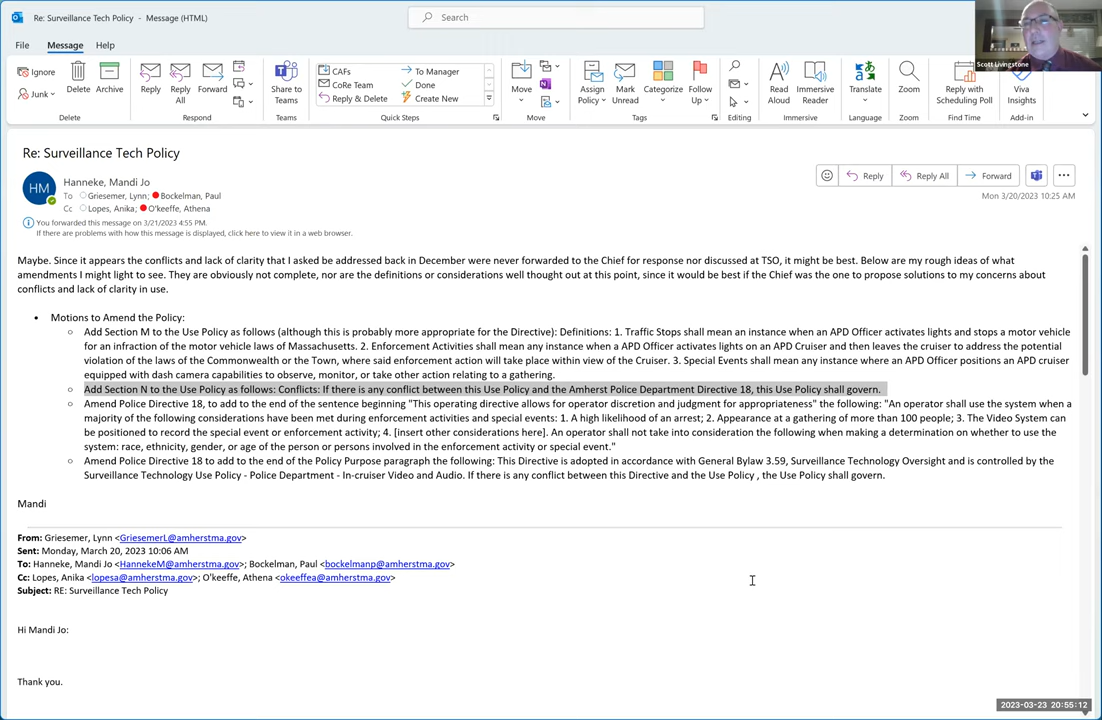 Re: Surveillance Tech Policy - Message (HTML)
Search
Scott Livingstone
File Message Help
Ignore
Junk
Delete
Archive
Reply
Reply All
Forward
Share to Teams
CAFs
CoRe Team
Reply & Delete
To Manager
Done
Create New
Move
Assign Policy
Mark Unread
Categorize
Follow Up
Read Aloud
Immersive Reader
Translate
Zoom
Reply with Scheduling Poll
Viva Insights
Delete Respond Teams Quick Steps Move Tags Editing Immersive Language Zoom Find Time Add-in
Re: Surveillance Tech Policy
HM
Hanneke, Mandi Jo
To Griesemer, Lynn; Bockelman, Paul
Cc Lopes, Anika; O'keeffe, Athena
Reply Reply All Forward
Mon 3/20/2023 10:25 AM
You forwarded this message on 3/21/2023 4:55 PM.
If there are problems with how this message is displayed, click here to view it in a web browser.
Maybe. Since it appears the conflicts and lack of clarity that I asked be addressed back in December were never forwarded to the Chief for response nor discussed at TSO, it might be best. Below are my rough ideas of what
amendments I might light to see. They are obviously not complete, nor are the definitions or considerations well thought out at this point, since it would be best if the Chief was the one to propose solutions to my concerns about
conflicts and lack of clarity in use.
• Motions to Amend the Policy:
○ Add Section M to the Use Policy as follows (although this is probably more appropriate for the Directive): Definitions: 1. Traffic Stops shall mean an instance when an APD Officer activates lights and stops a motor vehicle
for an infraction of the motor vehicle laws of Massachusetts. 2. Enforcement Activities shall mean any instance when a APD Officer activates lights on an APD Cruiser and then leaves the cruiser to address the potential
violation of the laws of the Commonwealth or the Town, where said enforcement action will take place within view of the Cruiser. 3. Special Events shall mean any instance where an APD Officer positions an APD cruiser
equipped with dash camera capabilities to observe, monitor, or take other action relating to a gathering.
○ Add Section N to the Use Policy as follows: Conflicts: If there is any conflict between this Use Policy and the Amherst Police Department Directive 18, this Use Policy shall govern.
○ Amend Police Directive 18, to add to the end of the sentence beginning "This operating directive allows for operator discretion and judgment for appropriateness" the following: "An operator shall use the system when a
majority of the following considerations have been met during enforcement activities and special events: 1. A high likelihood of an arrest; 2. Appearance at a gathering of more than 100 people; 3. The Video System can
be positioned to record the special event or enforcement activity; 4. [insert other considerations here]. An operator shall not take into consideration the following when making a determination on whether to use the
system: race, ethnicity, gender, or age of the person or persons involved in the enforcement activity or special event."
○ Amend Police Directive 18 to add to the end of the Policy Purpose paragraph the following: This Directive is adopted in accordance with General Bylaw 3.59, Surveillance Technology Oversight and is controlled by the
Surveillance Technology Use Policy - Police Department - In-cruiser Video and Audio. If there is any conflict between this Directive and the Use Policy , the Use Policy shall govern.
Mandi
From: Griesemer, Lynn <GriesemerL@amherstma.gov>
Sent: Monday, March 20, 2023 10:06 AM
To: Hanneke, Mandi Jo <HannekeM@amherstma.gov>; Bockelman, Paul <bockelmanp@amherstma.gov>
Cc: Lopes, Anika <lopesa@amherstma.gov>; O'keeffe, Athena <okeeffea@amherstma.gov>
Subject: RE: Surveillance Tech Policy
Hi Mandi Jo:
Thank you.
2023-03-23 20:55:12